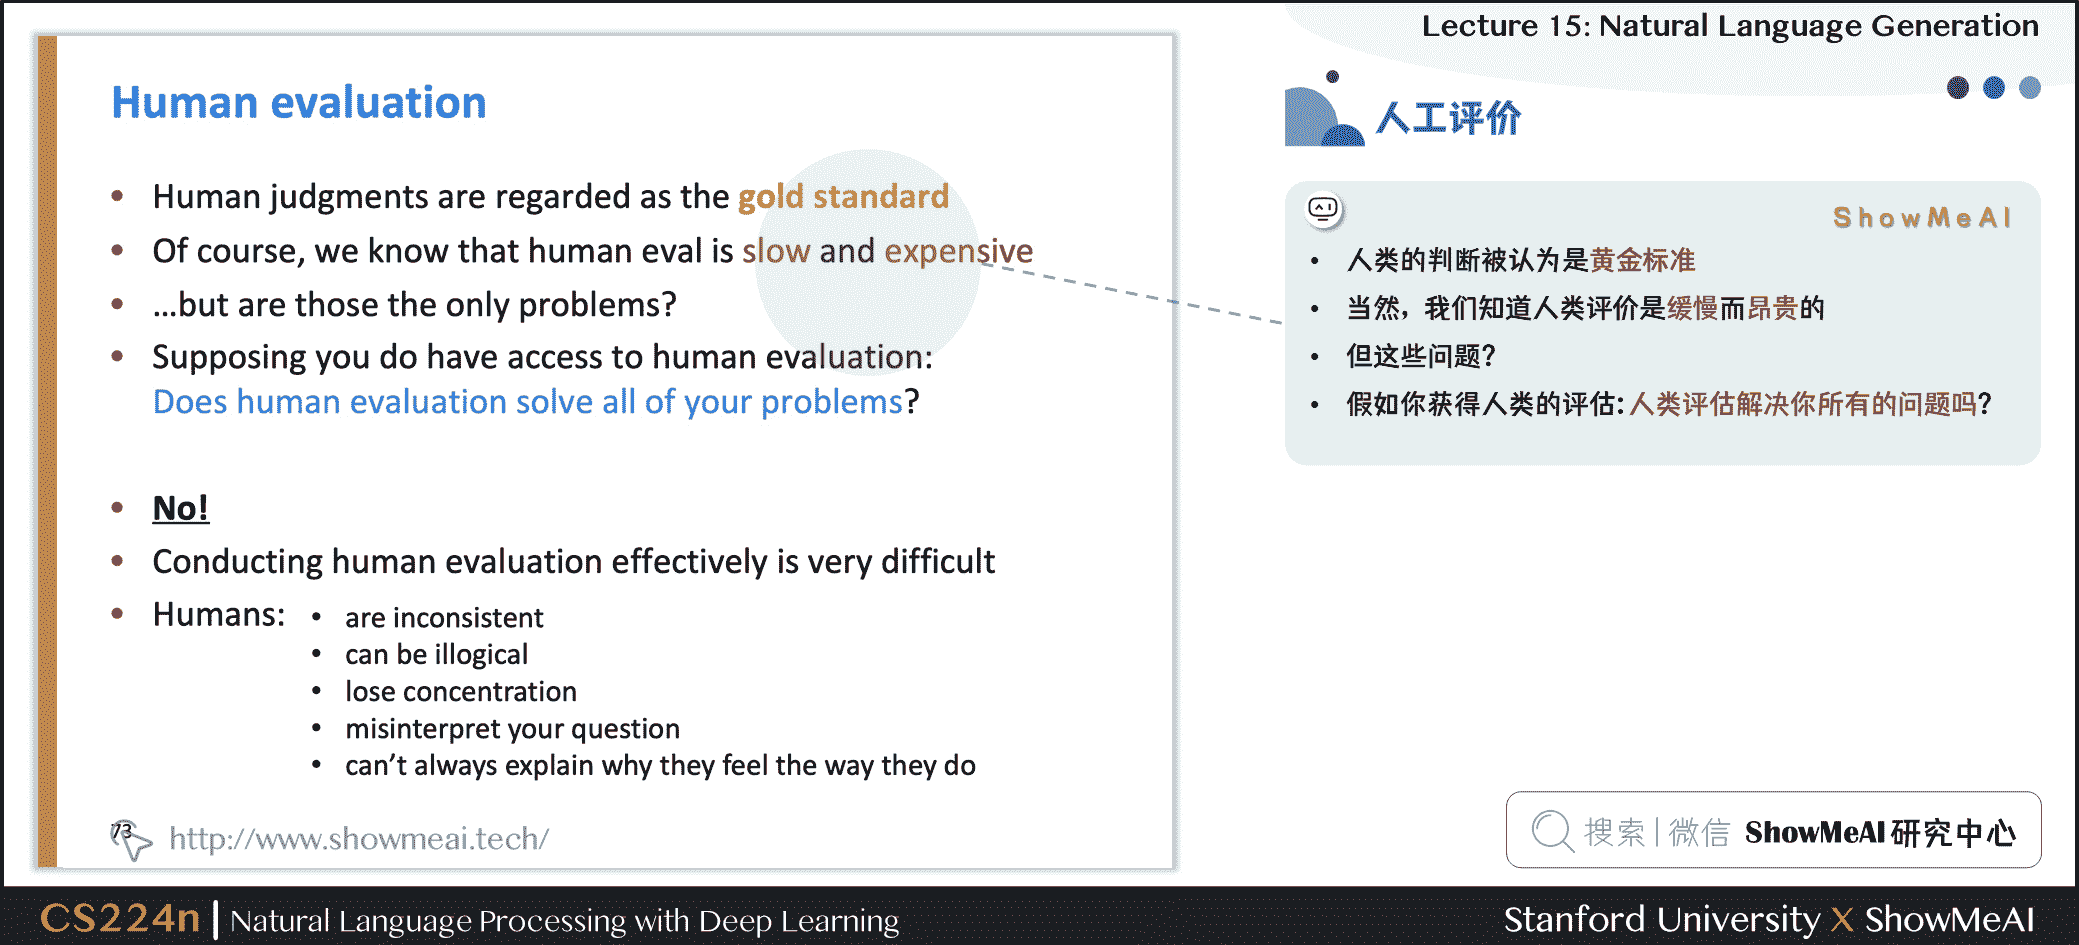 Lecture 15: Natural Language Generation
Human evaluation
• Human judgments are regarded as the gold standard
• Of course, we know that human eval is slow and expensive
• ...but are those the only problems?
• Supposing you do have access to human evaluation:
Does human evaluation solve all of your problems?
• No!
• Conducting human evaluation effectively is very difficult
• Humans:
• are inconsistent
• can be illogical
• lose concentration
• misinterpret your question
• can't always explain why they feel the way they do
73
http://www.showmeai.tech/
人工评价
ShowMeAI
• 人类的判断被认为是黄金标准
• 当然，我们知道人类评价是缓慢而昂贵的
• 但这些问题？
• 假如你获得人类的评估：人类评估解决你所有的问题吗？
搜索|微信 ShowMeAI研究中心
CS224n | Natural Language Processing with Deep Learning
Stanford University X ShowMeAI